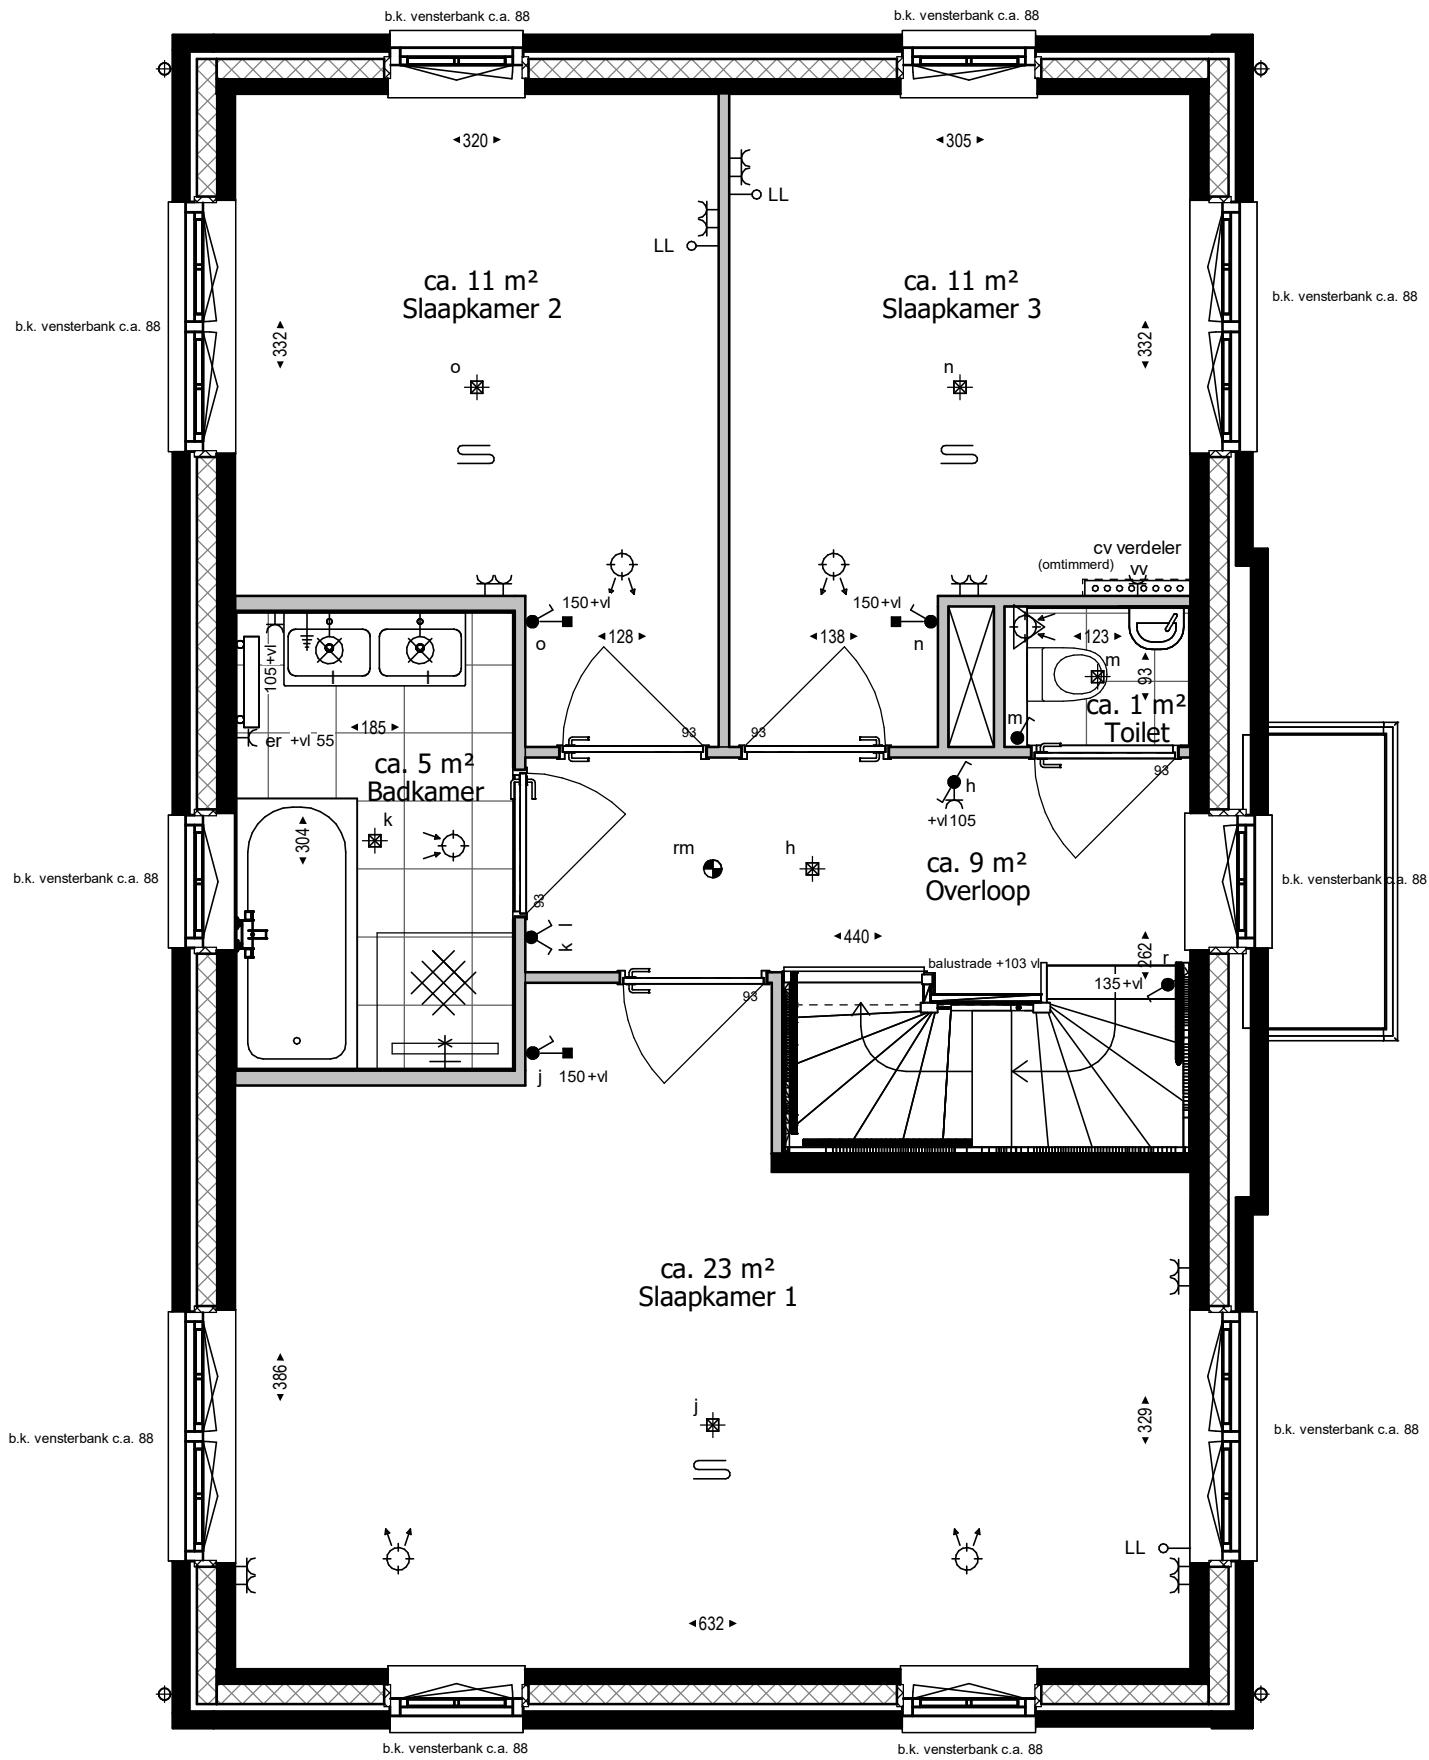 b.k. vensterbank c.a. 88
b.k. vensterbank c.a. 88
320
305
LL
LL
ca. 11 m²
Slaapkamer 2
ca. 11 m²
Slaapkamer 3
b.k. vensterbank c.a. 88
b.k. vensterbank c.a. 88
332
332
o
n
cv verdeler
(omtimmerd)
vv
150+vl
150+vl
o
128
138
n
123
m
93
105+vl
ca. 1 m²
Toilet
m
er +vl 55
185
93
93
93
ca. 5 m²
Badkamer
h
+vl 105
k
304
rm
h
ca. 9 m²
Overloop
b.k. vensterbank c.a. 88
b.k. vensterbank c.a. 88
93
k l
440
262
r
balustrade +103 vl
135+vl
93
j
150+vl
ca. 23 m²
Slaapkamer 1
386
329
j
b.k. vensterbank c.a. 88
b.k. vensterbank c.a. 88
LL
632
b.k. vensterbank c.a. 88
b.k. vensterbank c.a. 88